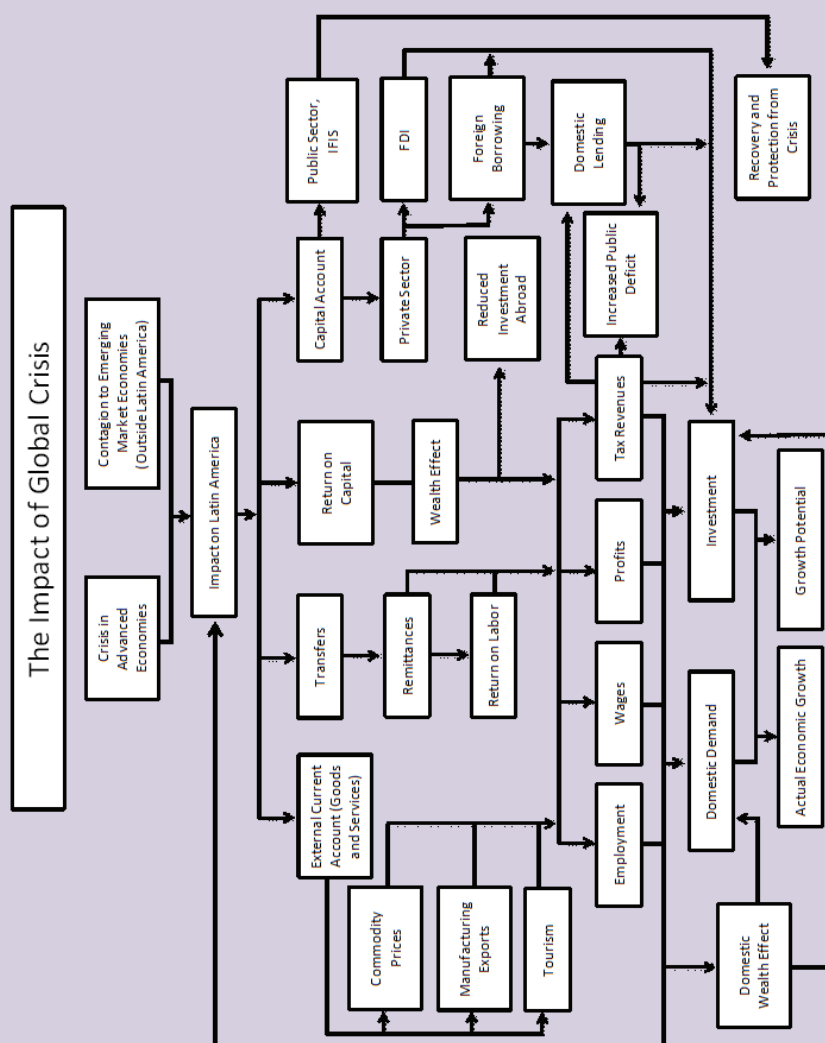 The Impact of Global Crisis
Crisis in
Advanced
Economies
Contagion to Emerging
Market Economies
(Outside Latin America)
Impact on Latin America
External Current
Account (Goods
and Services)
Transfers
Return on
Capital
Capital Account
Public Sector,
IFIS
Commodity
Prices
Remittances
Wealth Effect
Private Sector
FDI
Manufacturing
Exports
Return on Labor
Reduced
Investment
Abroad
Foreign
Borrowing
Tourism
Domestic
Lending
Employment
Wages
Profits
Tax Revenues
Increased Public
Deficit
Domestic Demand
Investment
Recovery and
Protection from
Crisis
Domestic
Wealth Effect
Actual Economic Growth
Growth Potential